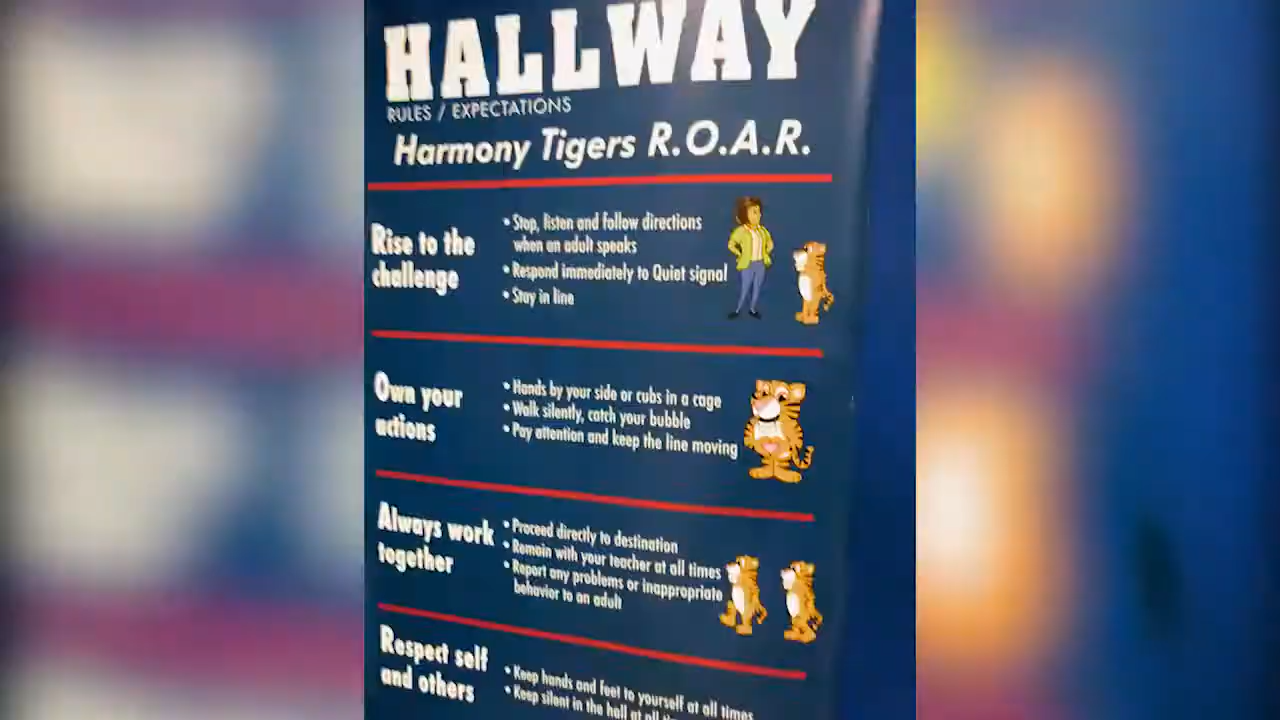 HALLWAY
RULES / EXPECTATIONS
Harmony Tigers R.O.A.R.
Rise to the
challenge
• Stop, listen and follow directions
when an adult speaks
• Respond immediately to Quiet signal
• Stay in line
Own your
actions
• Hands by your side or cubs in a cage
• Walk silently, catch your bubble
• Pay attention and keep the line moving
Always work
together
• Proceed directly to destination
• Remain with your teacher at all times
• Report any problems or inappropriate
behavior to an adult
Respect self
and others
• Keep hands and feet to yourself at all times
• Keep silent in the hall at all